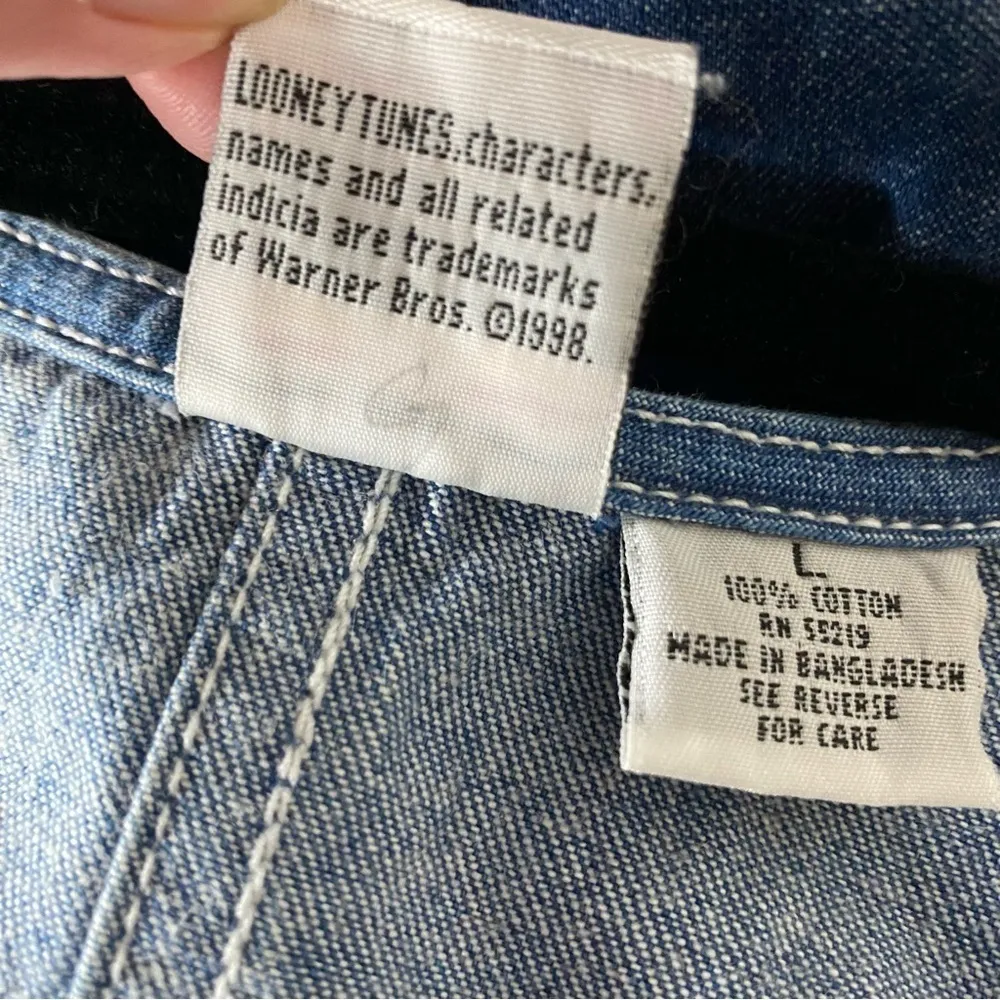 LOONEY TUNES.characters,
names and all related
indicia are trademarks
of Warner Bros. ©1998.
L.
100% COTTON
RN 55219
MADE IN BANGLADESH
SEE REVERSE
FOR CARE